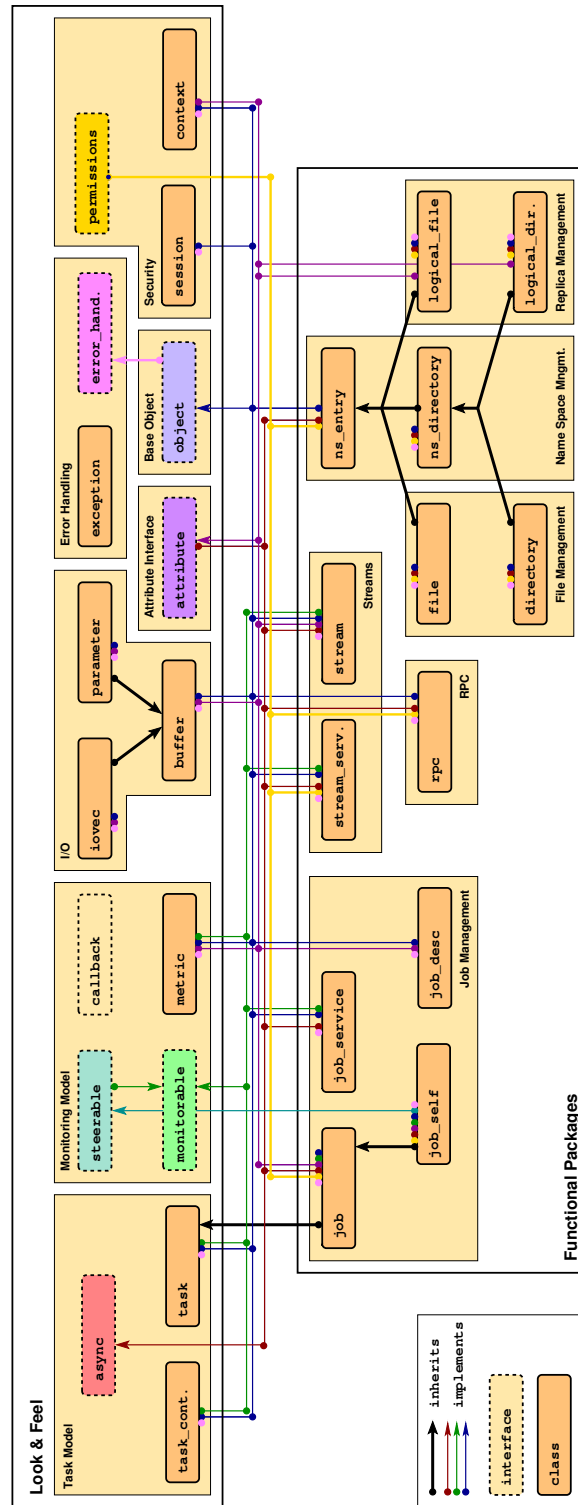 Look & Feel
Task Model
async
task_cont.
task
Monitoring Model
steerable
callback
monitorable
metric
I/O
iovec
parameter
buffer
Error Handling
exception
error_hand.
Attribute Interface
attribute
Base Object
object
Security
permissions
session
context
inherits
implements
interface
class
Functional Packages
job
job_service
job_self
job_desc
Job Management
stream_serv.
stream
Streams
rpc
RPC
file
directory
File Management
ns_entry
ns_directory
Name Space Mngmt.
logical_file
logical_dir.
Replica Management